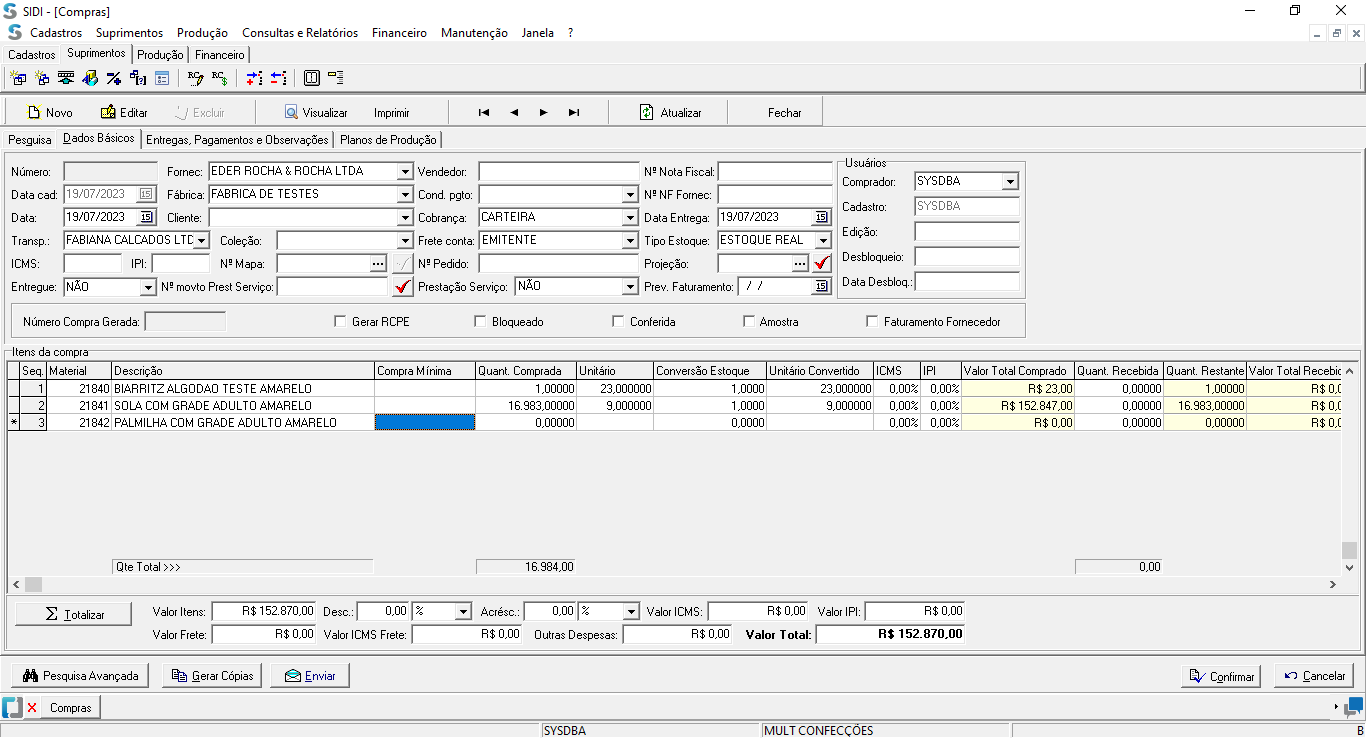 SIDI - [Compras]
Cadastros Suprimentos Produção Consultas e Relatórios Financeiro Manutenção Janela ?
Cadastros Suprimentos Produção Financeiro
Novo Editar Excluir Visualizar Imprimir Atualizar Fechar
Pesquisa Dados Básicos Entregas, Pagamentos e Observações Planos de Produção
Número: Fornec: EDER ROCHA & ROCHA LTDA Vendedor: Nº Nota Fiscal: Usuários
Comprador: SYSDBA
Data cad: 19/07/2023 15 Fábrica: FABRICA DE TESTES Cond. pgto: Nº NF Fornec:
Cadastro: SYSDBA
Data: 19/07/2023 15 Cliente: Cobrança: CARTEIRA Data Entrega: 19/07/2023 15
Edição:
Transp.: FABIANA CALCADOS LTC Coleção: Frete conta: EMITENTE Tipo Estoque: ESTOQUE REAL
Desbloqueio:
ICMS: IPI: Nº Mapa: ... Nº Pedido: Projeção: ...
Data Desbloq.:
Entregue: NÃO Nº movto Prest Serviço: Prestação Serviço: NÃO Prev. Faturamento: / / 15
Número Compra Gerada: Gerar RCPE Bloqueado Conferida Amostra Faturamento Fornecedor
Itens da compra
Seq. Material Descrição Compra Mínima Quant. Comprada Unitário Conversão Estoque Unitário Convertido ICMS IPI Valor Total Comprado Quant. Recebida Quant. Restante Valor Total Recebic
1 21840 BIARRITZ ALGODAO TESTE AMARELO 1,00000 23,000000 1,0000 23,000000 0,00% 0,00% R$ 23,00 0,00000 1,00000 R$ 0,0
2 21841 SOLA COM GRADE ADULTO AMARELO 16.983,00000 9,000000 1,0000 9,000000 0,00% 0,00% R$ 152.847,00 0,00000 16.983,00000 R$ 0,0
* 3 21842 PALMILHA COM GRADE ADULTO AMARELO 0,00000 0,0000 0,00% 0,00% R$ 0,00 0,00000 0,00000 R$ 0,0
Qte Total >>> 16.984,00 0,00
Totalizar Valor Itens: R$ 152.870,00 Desc.: 0,00 % Acrésc.: 0,00 % Valor ICMS: R$ 0,00 Valor IPI: R$ 0,00
Valor Frete: R$ 0,00 Valor ICMS Frete: R$ 0,00 Outras Despesas: R$ 0,00 Valor Total: R$ 152.870,00
Pesquisa Avançada Gerar Cópias Enviar Confirmar Cancelar
Compras
SYSDBA MULT CONFECÇÕES B